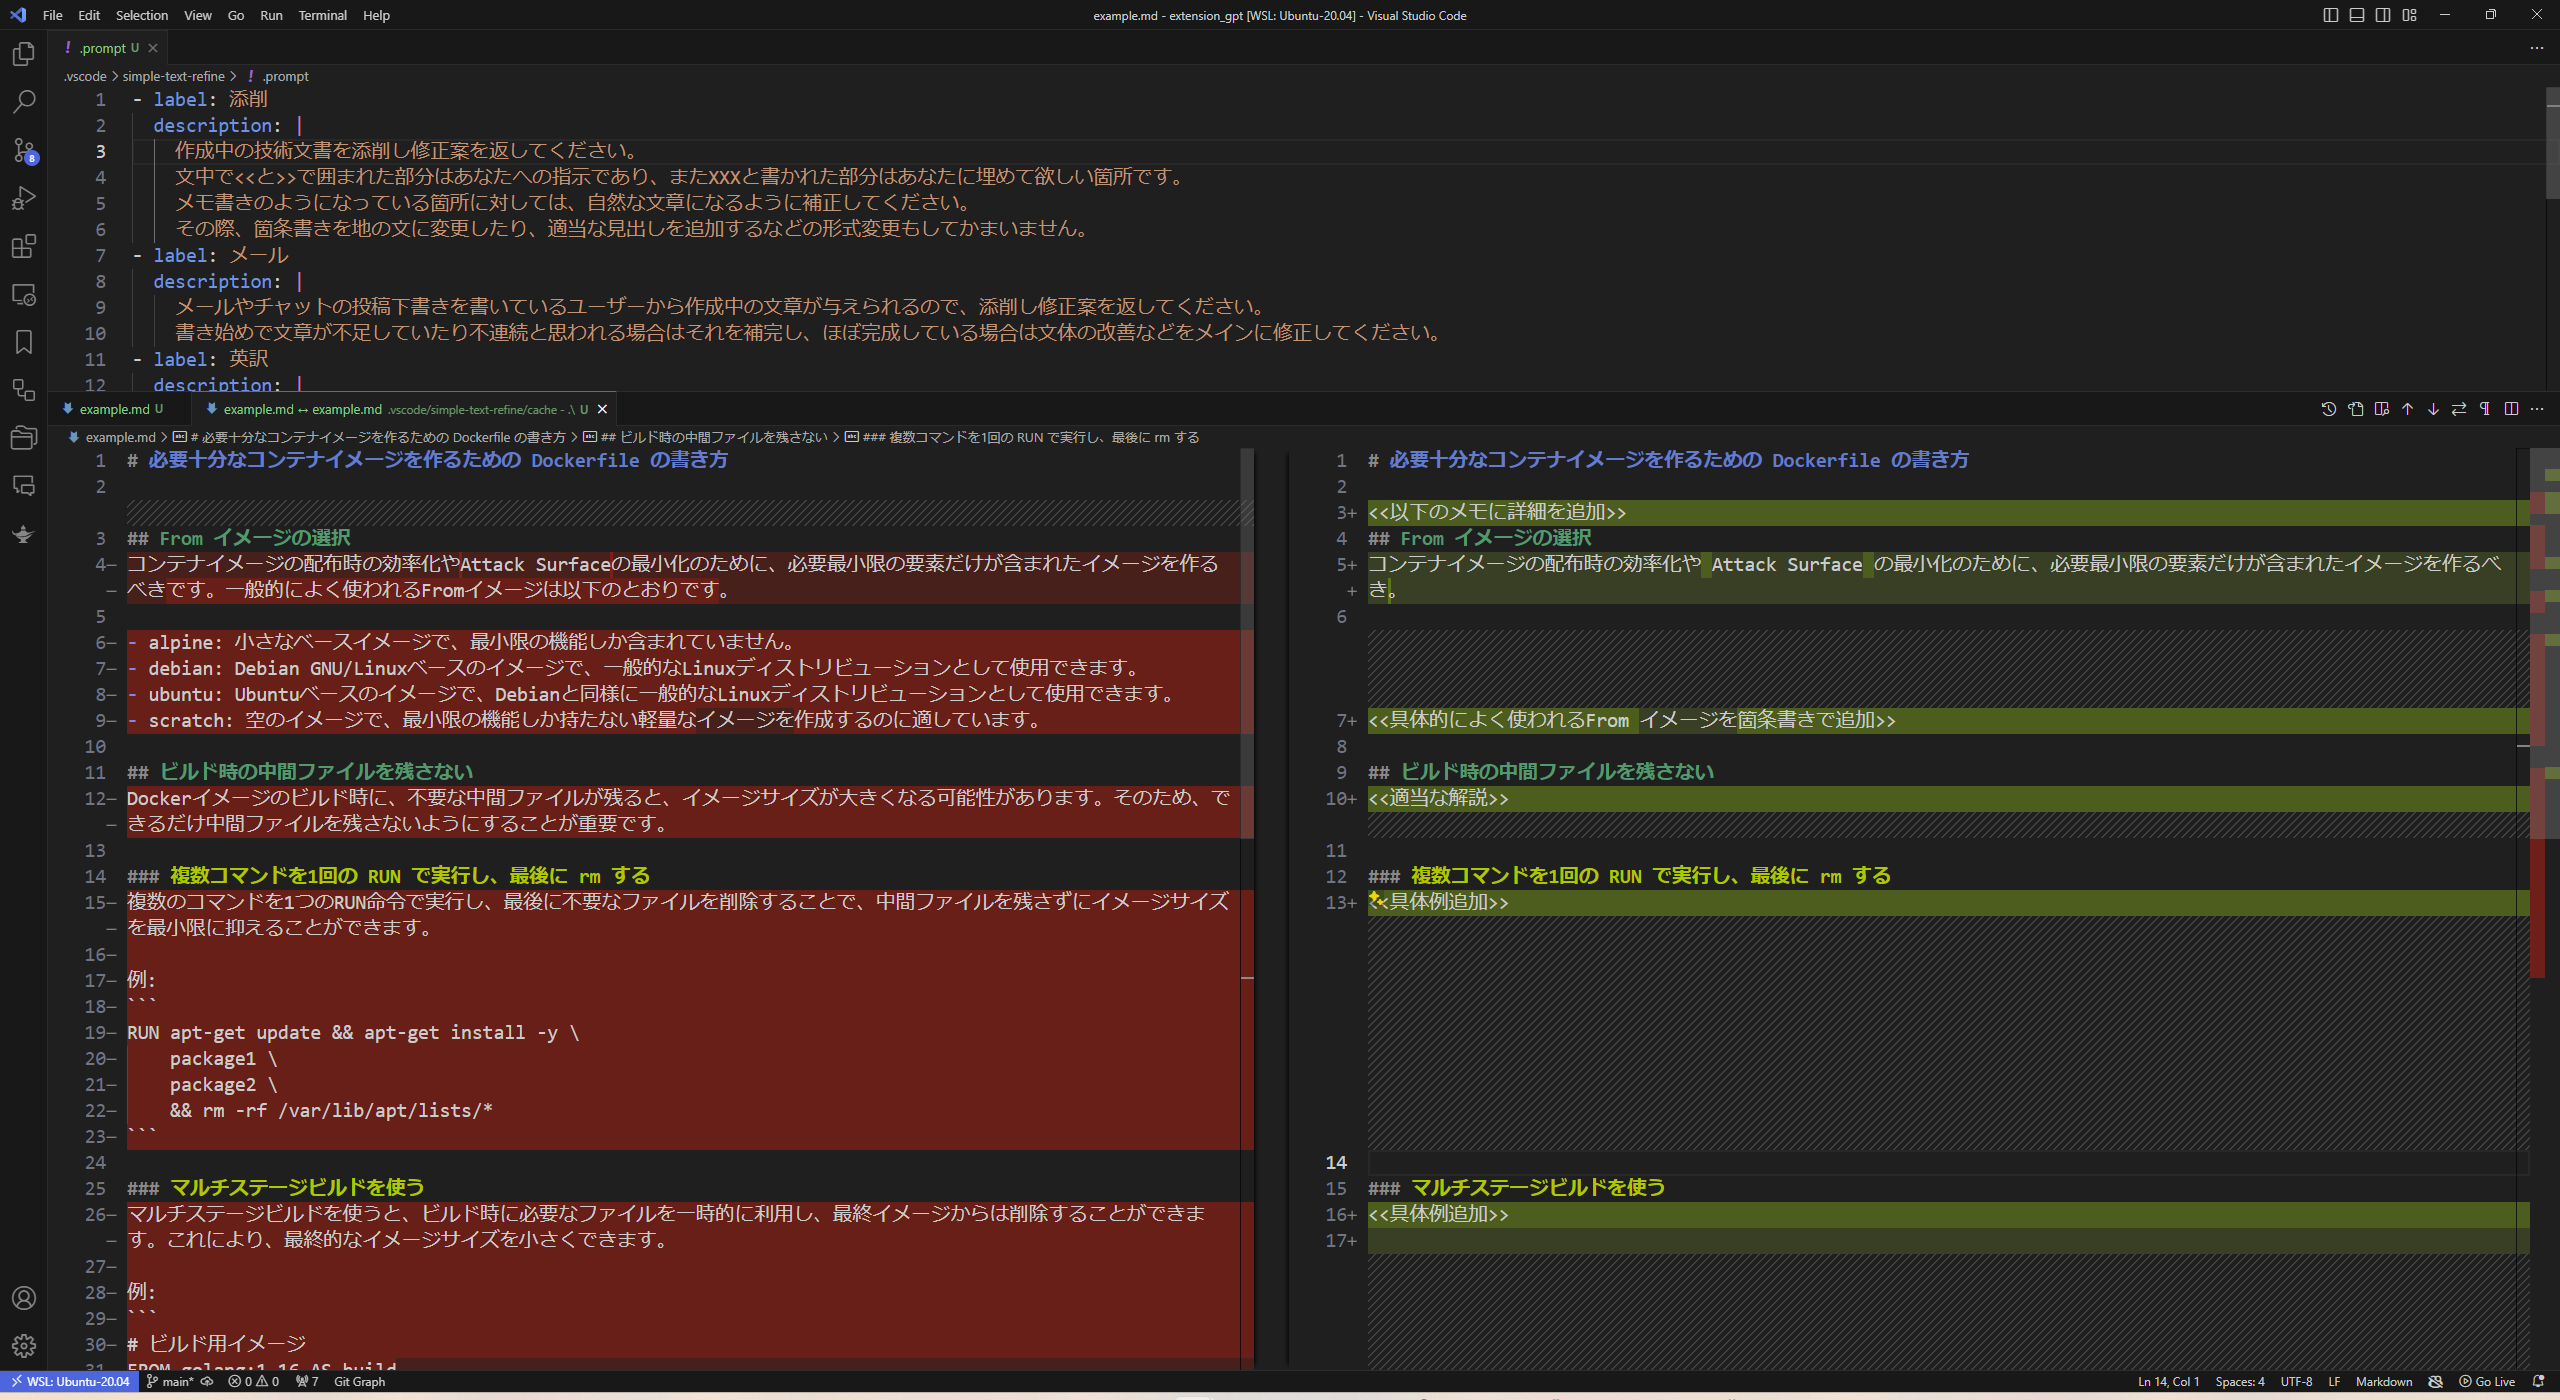 File Edit Selection View Go Run Terminal Help
example.md - extension_gpt [WSL: Ubuntu-20.04] - Visual Studio Code
! .prompt U
.vscode > simple-text-refine > ! .prompt
1 - label: 添削
2 description: |
3 作成中の技術文書を添削し修正案を返してください。
4 文中で<<と>>で囲まれた部分はあなたへの指示であり、またXXXと書かれた部分はあなたに埋めて欲しい箇所です。
5 メモ書きのようになっている箇所に対しては、自然な文章になるように補正してください。
6 その際、箇条書きを地の文に変更したり、適当な見出しを追加するなどの形式変更もしてかまいません。
7 - label: メール
8 description: |
9 メールやチャットの投稿下書きを書いているユーザーから作成中の文章が与えられるので、添削し修正案を返してください。
10 書き始めで文章が不足していたり不連続と思われる場合はそれを補完し、ほぼ完成している場合は文体の改善などをメインに修正してください。
11 - label: 英訳
12 description: |
8
example.md U
example.md ↔ example.md .vscode/simple-text-refine/cache - .\ U
example.md > # 必要十分なコンテナイメージを作るための Dockerfile の書き方 > ## ビルド時の中間ファイルを残さない > ### 複数コマンドを1回の RUN で実行し、最後に rm する
1 # 必要十分なコンテナイメージを作るための Dockerfile の書き方
2
3 ## From イメージの選択
4- コンテナイメージの配布時の効率化やAttack Surfaceの最小化のために、必要最小限の要素だけが含まれたイメージを作る
- べきです。一般的によく使われるFromイメージは以下のとおりです。
5
6- - alpine: 小さなベースイメージで、最小限の機能しか含まれていません。
7- - debian: Debian GNU/Linuxベースのイメージで、一般的なLinuxディストリビューションとして使用できます。
8- - ubuntu: Ubuntuベースのイメージで、Debianと同様に一般的なLinuxディストリビューションとして使用できます。
9- - scratch: 空のイメージで、最小限の機能しか持たない軽量なイメージを作成するのに適しています。
10
11 ## ビルド時の中間ファイルを残さない
12- Dockerイメージのビルド時に、不要な中間ファイルが残ると、イメージサイズが大きくなる可能性があります。そのため、で
- きるだけ中間ファイルを残さないようにすることが重要です。
13
14 ### 複数コマンドを1回の RUN で実行し、最後に rm する
15- 複数のコマンドを1つのRUN命令で実行し、最後に不要なファイルを削除することで、中間ファイルを残さずにイメージサイズ
- を最小限に抑えることができます。
16-
17- 例:
18- ```
19- RUN apt-get update && apt-get install -y \
20- package1 \
21- package2 \
22- && rm -rf /var/lib/apt/lists/*
23- ```
24
25 ### マルチステージビルドを使う
26- マルチステージビルドを使うと、ビルド時に必要なファイルを一時的に利用し、最終イメージからは削除することができま
- す。これにより、最終的なイメージサイズを小さくできます。
27-
28- 例:
29- ```
30- # ビルド用イメージ
31- FROM golang:1.16 AS build
1 # 必要十分なコンテナイメージを作るための Dockerfile の書き方
2
3+ <<以下のメモに詳細を追加>>
4 ## From イメージの選択
5+ コンテナイメージの配布時の効率化や Attack Surface の最小化のために、必要最小限の要素だけが含まれたイメージを作るべ
+ き。
6
7+ <<具体的によく使われるFrom イメージを箇条書きで追加>>
8
9 ## ビルド時の中間ファイルを残さない
10+ <<適当な解説>>
11
12 ### 複数コマンドを1回の RUN で実行し、最後に rm する
13+ <<具体例追加>>
14
15 ### マルチステージビルドを使う
16+ <<具体例追加>>
17+
WSL: Ubuntu-20.04 main* 0 0 7 Git Graph
Ln 14, Col 1 Spaces: 4 UTF-8 LF Markdown Go Live